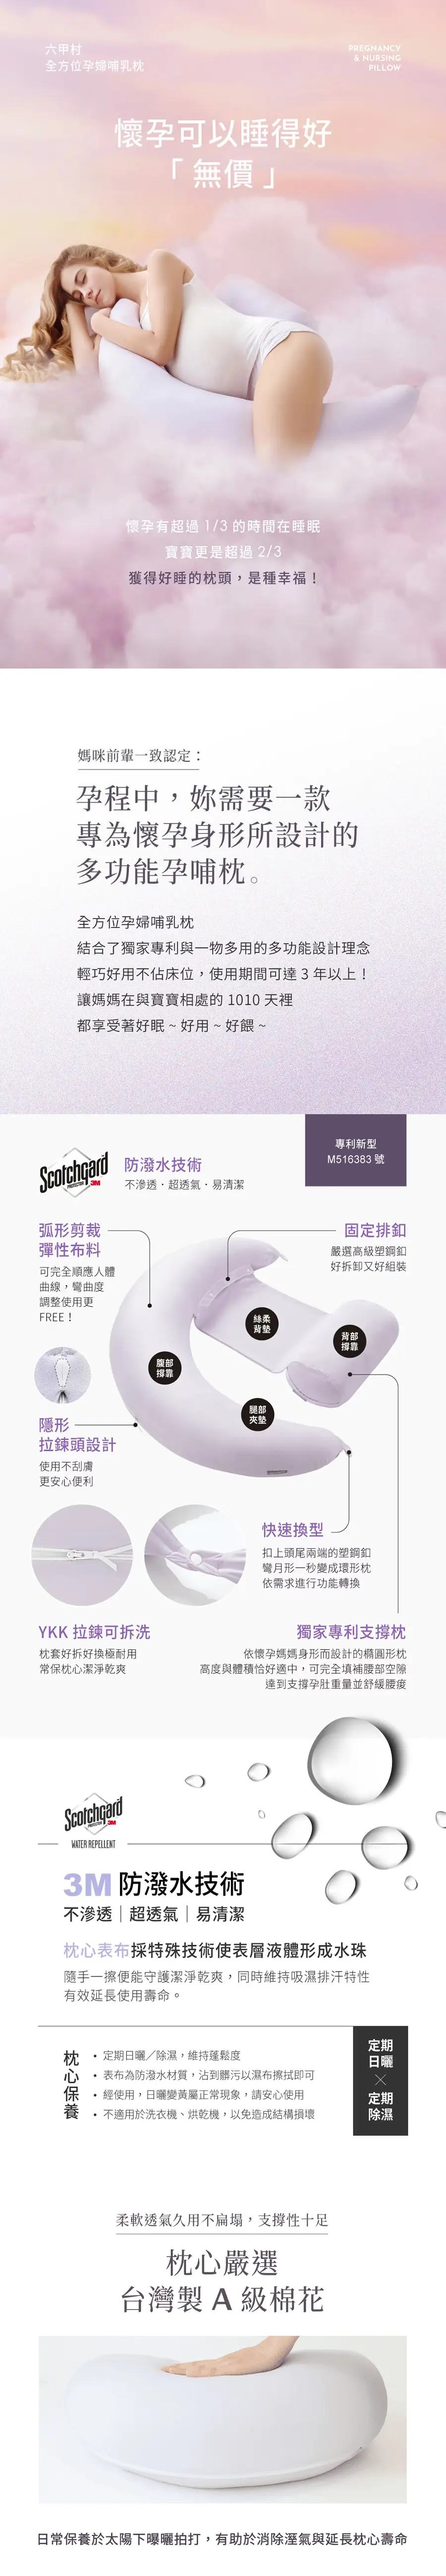 六甲村
全方位孕婦哺乳枕
PREGNANCY
& NURSING
PILLOW
懷孕可以睡得好
「無價」
懷孕有超過 1/3 的時間在睡眠
寶寶更是超過 2/3
獲得好睡的枕頭，是種幸福！
媽咪前輩一致認定：
孕程中，妳需要一款
專為懷孕身形所設計的
多功能孕哺枕。
全方位孕婦哺乳枕
結合了獨家專利與一物多用的多功能設計理念
輕巧好用不佔床位，使用期間可達 3 年以上！
讓媽媽在與寶寶相處的 1010 天裡
都享受著好眠 ~ 好用 ~ 好餵 ~
專利新型
M516383 號
Scotchgard
PROTECTOR 3M
防潑水技術
不滲透・超透氣・易清潔
弧形剪裁
彈性布料
可完全順應人體
曲線，彎曲度
調整使用更
FREE！
固定排釦
嚴選高級塑鋼釦
好拆卸又好組裝
絲柔
背墊
背部
撐靠
腹部
撐靠
腿部
夾墊
隱形
拉鍊頭設計
使用不刮膚
更安心便利
快速換型
扣上頭尾兩端的塑鋼釦
彎月形一秒變成環形枕
依需求進行功能轉換
YKK 拉鍊可拆洗
枕套好拆好換極耐用
常保枕心潔淨乾爽
獨家專利支撐枕
依懷孕媽媽身形而設計的橢圓形枕
高度與體積恰好適中，可完全填補腰部空隙
達到支撐孕肚重量並舒緩腰痠
Scotchgard
PROTECTOR 3M
WATER REPELLENT
3M 防潑水技術
不滲透｜超透氣｜易清潔
枕心表布採特殊技術使表層液體形成水珠
隨手一擦便能守護潔淨乾爽，同時維持吸濕排汗特性
有效延長使用壽命。
枕心保養
• 定期日曬／除濕，維持蓬鬆度
• 表布為防潑水材質，沾到髒污以濕布擦拭即可
• 經使用，日曬變黃屬正常現象，請安心使用
• 不適用於洗衣機、烘乾機，以免造成結構損壞
定期
日曬
×
定期
除濕
柔軟透氣久用不扁塌，支撐性十足
枕心嚴選
台灣製 A 級棉花
日常保養於太陽下曝曬拍打，有助於消除溼氣與延長枕心壽命